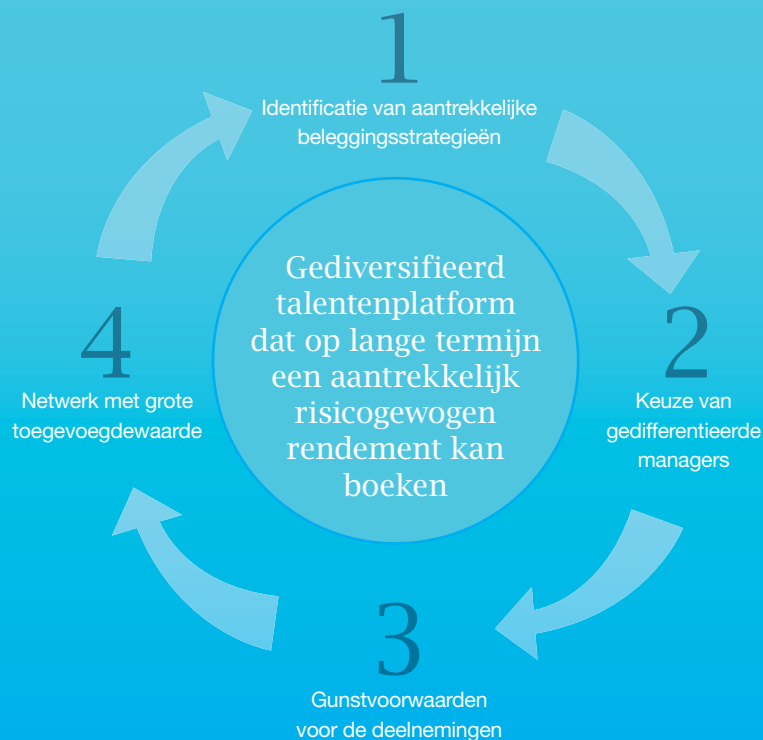 1
Identificatie van aantrekkelijke
beleggingsstrategieën
Gediversifieerd
talentenplatform
dat op lange termijn
een aantrekkelijk
risicogewogen
rendement kan
boeken
2
Keuze van
gedifferentieerde
managers
3
Gunstvoorwaarden
voor de deelnemingen
4
Netwerk met grote
toegevoegdewaarde